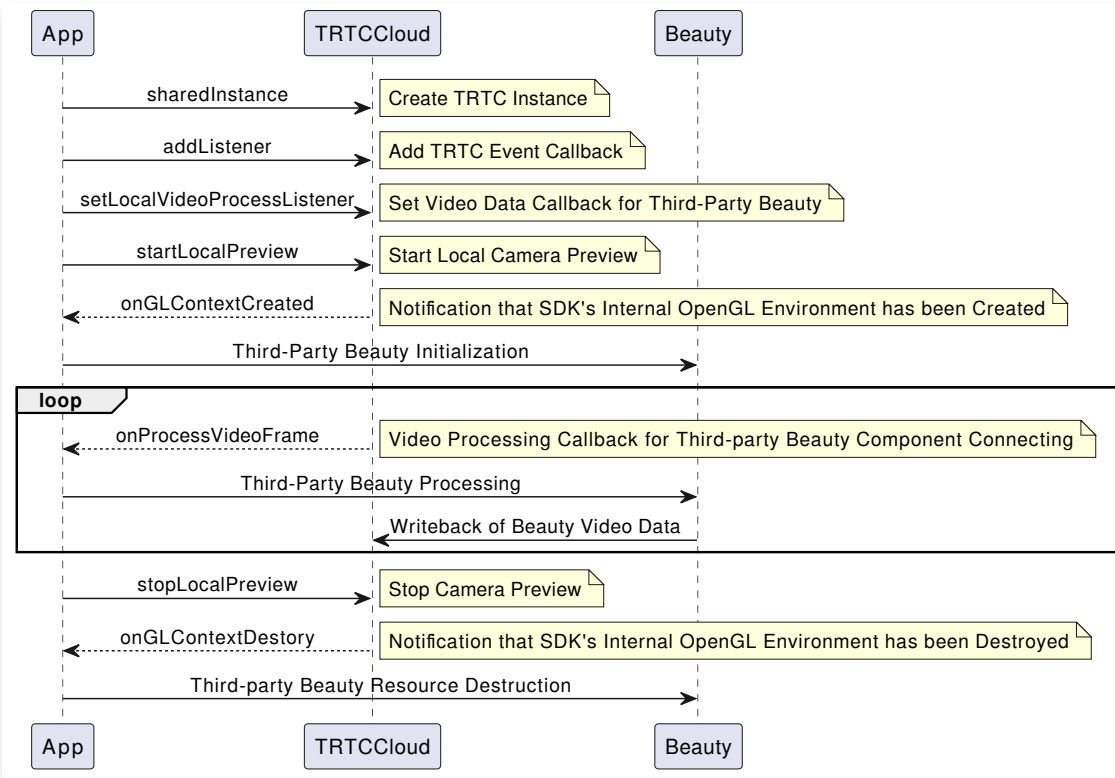 App
TRTCCloud
Beauty
sharedInstance
Create TRTC Instance
addListener
Add TRTC Event Callback
setLocalVideoProcessListener
Set Video Data Callback for Third-Party Beauty
startLocalPreview
Start Local Camera Preview
onGLContextCreated
Notification that SDK's Internal OpenGL Environment has been Created
Third-Party Beauty Initialization
loop
onProcessVideoFrame
Video Processing Callback for Third-party Beauty Component Connecting
Third-Party Beauty Processing
Writeback of Beauty Video Data
stopLocalPreview
Stop Camera Preview
onGLContextDestory
Notification that SDK's Internal OpenGL Environment has been Destroyed
Third-party Beauty Resource Destruction
App
TRTCCloud
Beauty